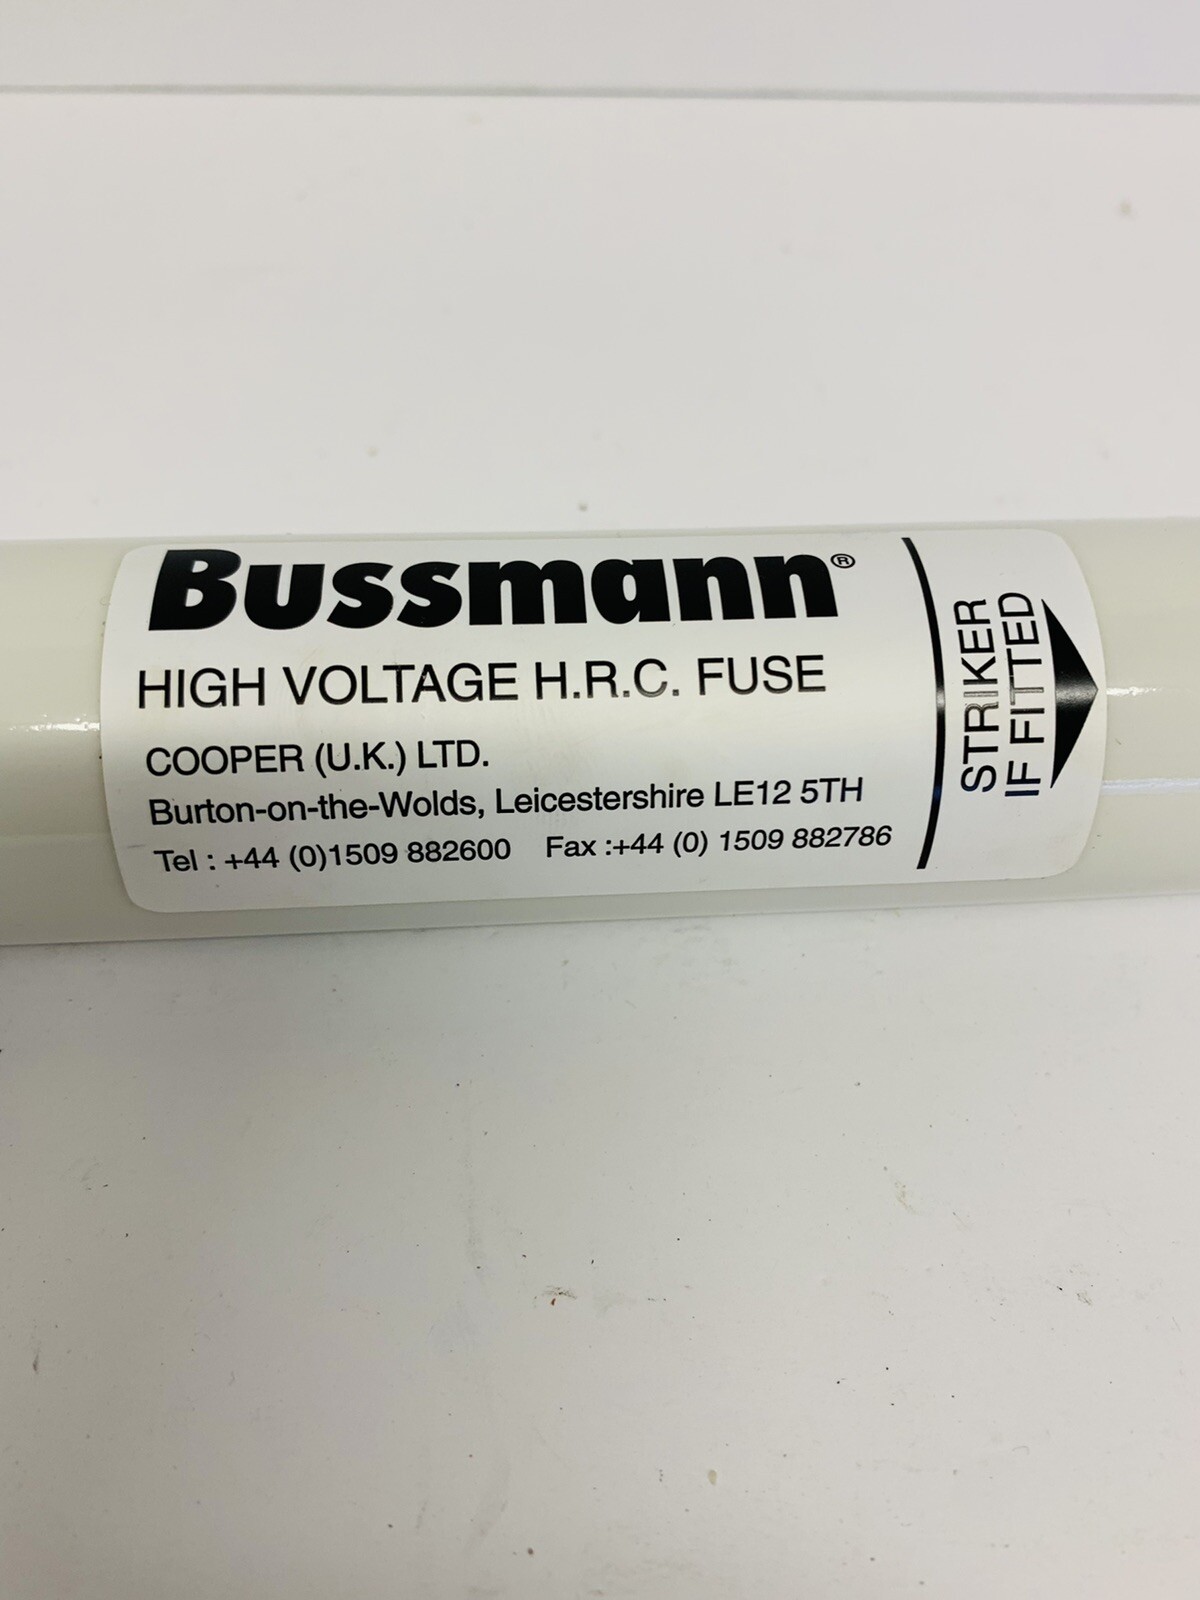 Bussmann®
HIGH VOLTAGE H.R.C. FUSE
COOPER (U.K.) LTD.
Burton-on-the-Wolds, Leicestershire LE12 5TH
Tel : +44 (0)1509 882600 Fax :+44 (0) 1509 882786
STRIKER
IF FITTED